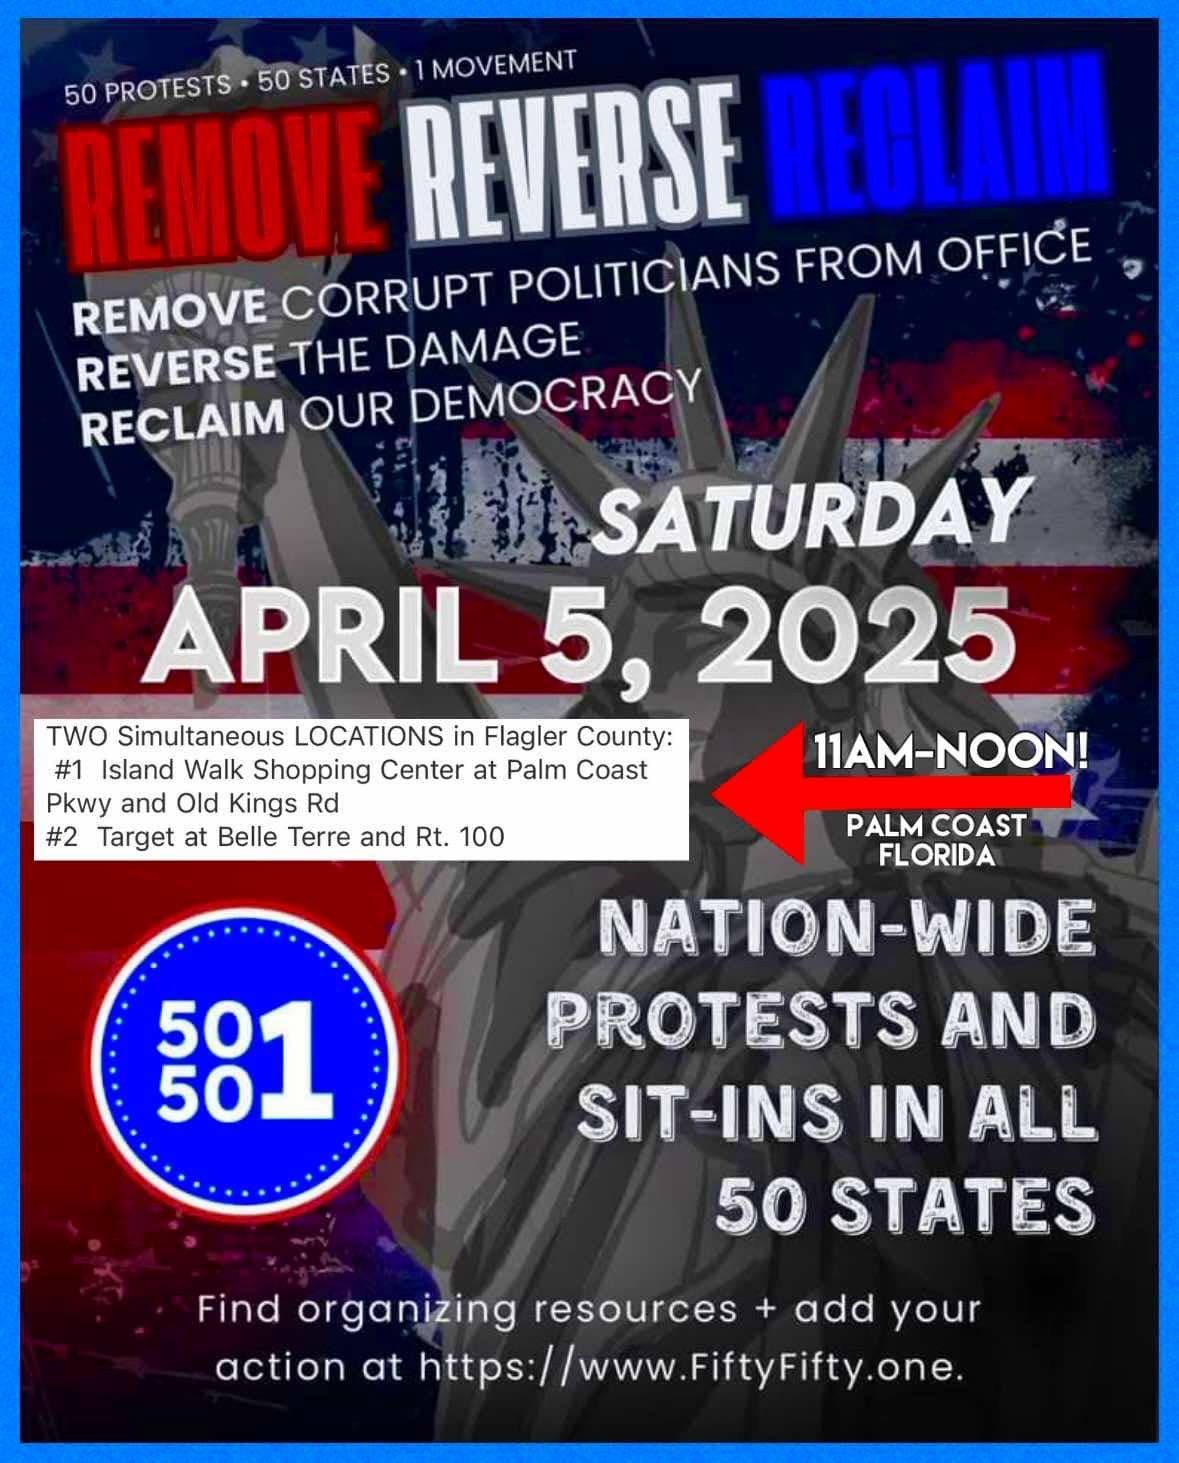 50 PROTESTS • 50 STATES • 1 MOVEMENT
REMOVE REVERSE RECLAIM
REMOVE CORRUPT POLITICIANS FROM OFFICE
REVERSE THE DAMAGE
RECLAIM OUR DEMOCRACY
SATURDAY
APRIL 5, 2025
TWO Simultaneous LOCATIONS in Flagler County:
#1 Island Walk Shopping Center at Palm Coast
Pkwy and Old Kings Rd
#2 Target at Belle Terre and Rt. 100
11AM-NOON!
PALM COAST
FLORIDA
50
50
1
NATION-WIDE
PROTESTS AND
SIT-INS IN ALL
50 STATES
Find organizing resources + add your
action at https://www.FiftyFifty.one.